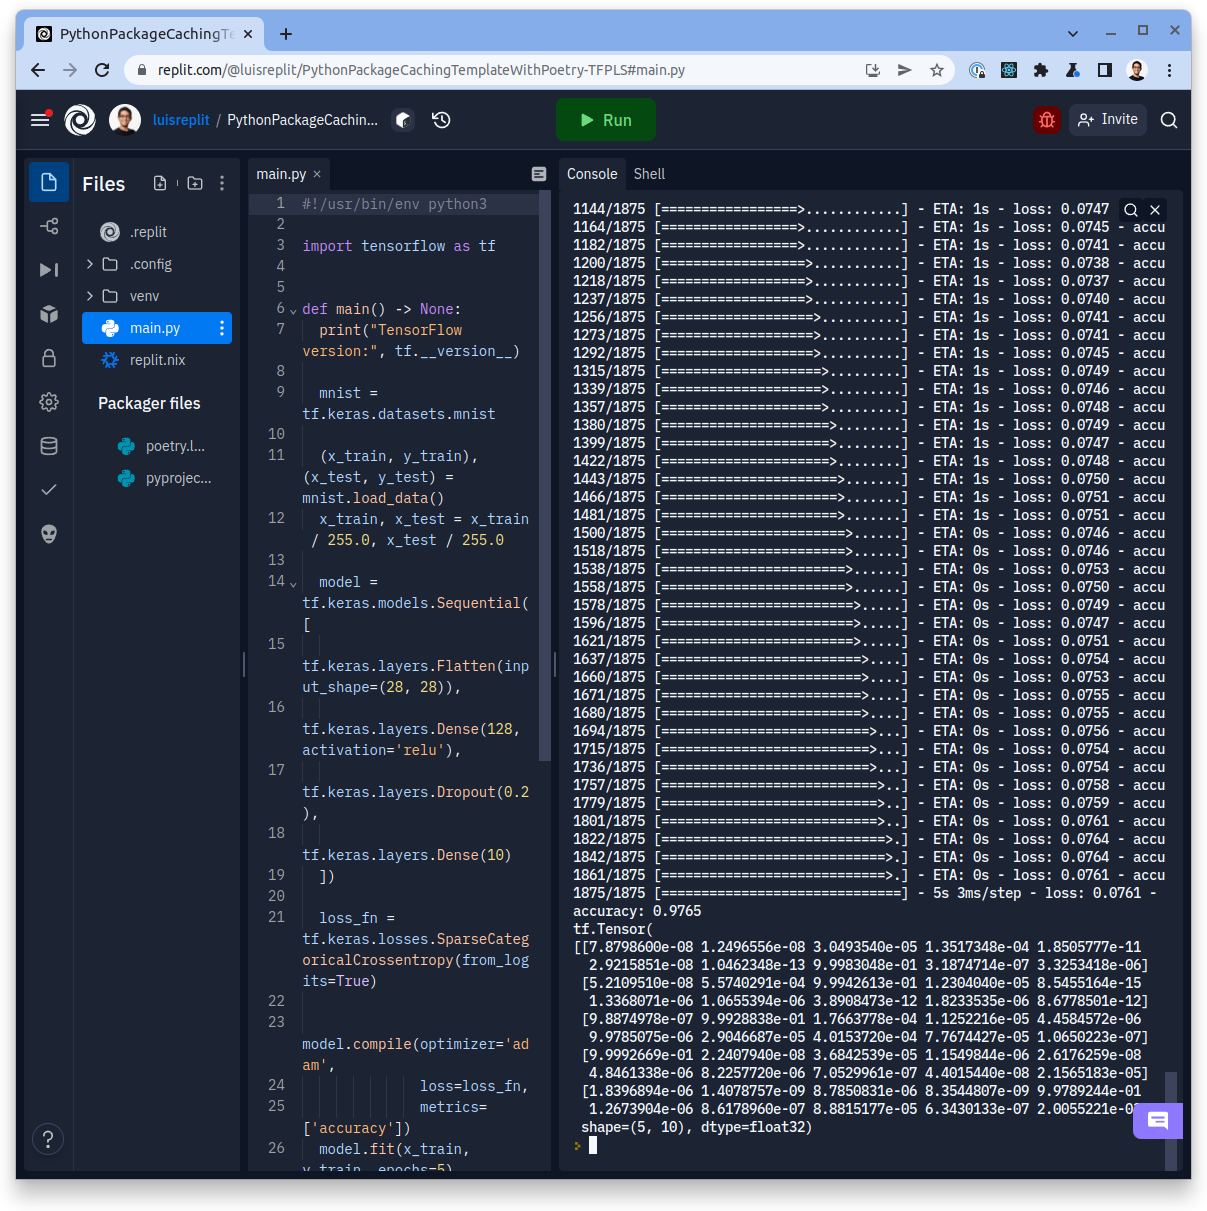 PythonPackageCachingTe
replit.com/@luisreplit/PythonPackageCachingTemplateWithPoetry-TFPLS#main.py
luisreplit / PythonPackageCachin...
Run
Invite
Files
.replit
.config
venv
main.py
replit.nix
Packager files
poetry.l...
pyprojec...
?
main.py
1 #!/usr/bin/env python3
2
3 import tensorflow as tf
4
5
6 def main() -> None:
7 print("TensorFlow
version:", tf.__version__)
8
9 mnist =
tf.keras.datasets.mnist
10
11 (x_train, y_train),
(x_test, y_test) =
mnist.load_data()
12 x_train, x_test = x_train
/ 255.0, x_test / 255.0
13
14 model =
tf.keras.models.Sequential(
[
15
tf.keras.layers.Flatten(inp
ut_shape=(28, 28)),
16
tf.keras.layers.Dense(128,
activation='relu'),
17
tf.keras.layers.Dropout(0.2
),
18
tf.keras.layers.Dense(10)
19 ])
20
21 loss_fn =
tf.keras.losses.SparseCateg
oricalCrossentropy(from_log
its=True)
22
23
model.compile(optimizer='ad
am',
24 loss=loss_fn,
25 metrics=
['accuracy'])
26 model.fit(x_train,
y_train, epochs=5)
Console Shell
1144/1875 [=================>............] - ETA: 1s - loss: 0.0747
1164/1875 [=================>............] - ETA: 1s - loss: 0.0745 - accu
1182/1875 [=================>............] - ETA: 1s - loss: 0.0741 - accu
1200/1875 [==================>...........] - ETA: 1s - loss: 0.0738 - accu
1218/1875 [==================>...........] - ETA: 1s - loss: 0.0737 - accu
1237/1875 [==================>...........] - ETA: 1s - loss: 0.0740 - accu
1256/1875 [===================>..........] - ETA: 1s - loss: 0.0741 - accu
1273/1875 [===================>..........] - ETA: 1s - loss: 0.0741 - accu
1292/1875 [===================>..........] - ETA: 1s - loss: 0.0745 - accu
1315/1875 [====================>.........] - ETA: 1s - loss: 0.0749 - accu
1339/1875 [====================>.........] - ETA: 1s - loss: 0.0746 - accu
1357/1875 [====================>.........] - ETA: 1s - loss: 0.0748 - accu
1380/1875 [=====================>........] - ETA: 1s - loss: 0.0749 - accu
1399/1875 [=====================>........] - ETA: 1s - loss: 0.0747 - accu
1422/1875 [=====================>........] - ETA: 1s - loss: 0.0748 - accu
1443/1875 [======================>.......] - ETA: 1s - loss: 0.0750 - accu
1466/1875 [======================>.......] - ETA: 1s - loss: 0.0751 - accu
1481/1875 [======================>.......] - ETA: 1s - loss: 0.0751 - accu
1500/1875 [=======================>......] - ETA: 0s - loss: 0.0746 - accu
1518/1875 [=======================>......] - ETA: 0s - loss: 0.0746 - accu
1538/1875 [=======================>......] - ETA: 0s - loss: 0.0753 - accu
1558/1875 [=======================>......] - ETA: 0s - loss: 0.0750 - accu
1578/1875 [========================>.....] - ETA: 0s - loss: 0.0749 - accu
1596/1875 [========================>.....] - ETA: 0s - loss: 0.0747 - accu
1621/1875 [========================>.....] - ETA: 0s - loss: 0.0751 - accu
1637/1875 [=========================>....] - ETA: 0s - loss: 0.0754 - accu
1660/1875 [=========================>....] - ETA: 0s - loss: 0.0753 - accu
1671/1875 [=========================>....] - ETA: 0s - loss: 0.0755 - accu
1680/1875 [=========================>....] - ETA: 0s - loss: 0.0755 - accu
1694/1875 [==========================>...] - ETA: 0s - loss: 0.0756 - accu
1715/1875 [==========================>...] - ETA: 0s - loss: 0.0754 - accu
1736/1875 [==========================>...] - ETA: 0s - loss: 0.0754 - accu
1757/1875 [===========================>..] - ETA: 0s - loss: 0.0758 - accu
1779/1875 [===========================>..] - ETA: 0s - loss: 0.0759 - accu
1801/1875 [===========================>..] - ETA: 0s - loss: 0.0761 - accu
1822/1875 [============================>.] - ETA: 0s - loss: 0.0764 - accu
1842/1875 [============================>.] - ETA: 0s - loss: 0.0764 - accu
1861/1875 [============================>.] - ETA: 0s - loss: 0.0761 - accu
1875/1875 [==============================] - 5s 3ms/step - loss: 0.0761 -
accuracy: 0.9765
tf.Tensor(
[[7.8798600e-08 1.2496556e-08 3.0493540e-05 1.3517348e-04 1.8505777e-11
2.9215851e-08 1.0462348e-13 9.9983048e-01 3.1874714e-07 3.3253418e-06]
[5.2109510e-08 5.5740291e-04 9.9942613e-01 1.2304040e-05 8.5455164e-15
1.3368071e-06 1.0655394e-06 3.8908473e-12 1.8233535e-06 8.6778501e-12]
[9.8874978e-07 9.9928838e-01 1.7663778e-04 1.1252216e-05 4.4584572e-06
9.9785075e-06 2.9046687e-05 4.0153720e-04 7.7674427e-05 1.0650223e-07]
[9.9992669e-01 2.2407940e-08 3.6842539e-05 1.1549844e-06 2.6176259e-08
4.8461338e-06 8.2257720e-06 7.0529961e-07 4.4015440e-08 2.1565183e-05]
[1.8396894e-06 1.4078757e-09 8.7850831e-06 8.3544807e-09 9.9789244e-01
1.2673904e-06 8.6178960e-07 8.8815177e-05 6.3430133e-07 2.0055221e-0
shape=(5, 10), dtype=float32)